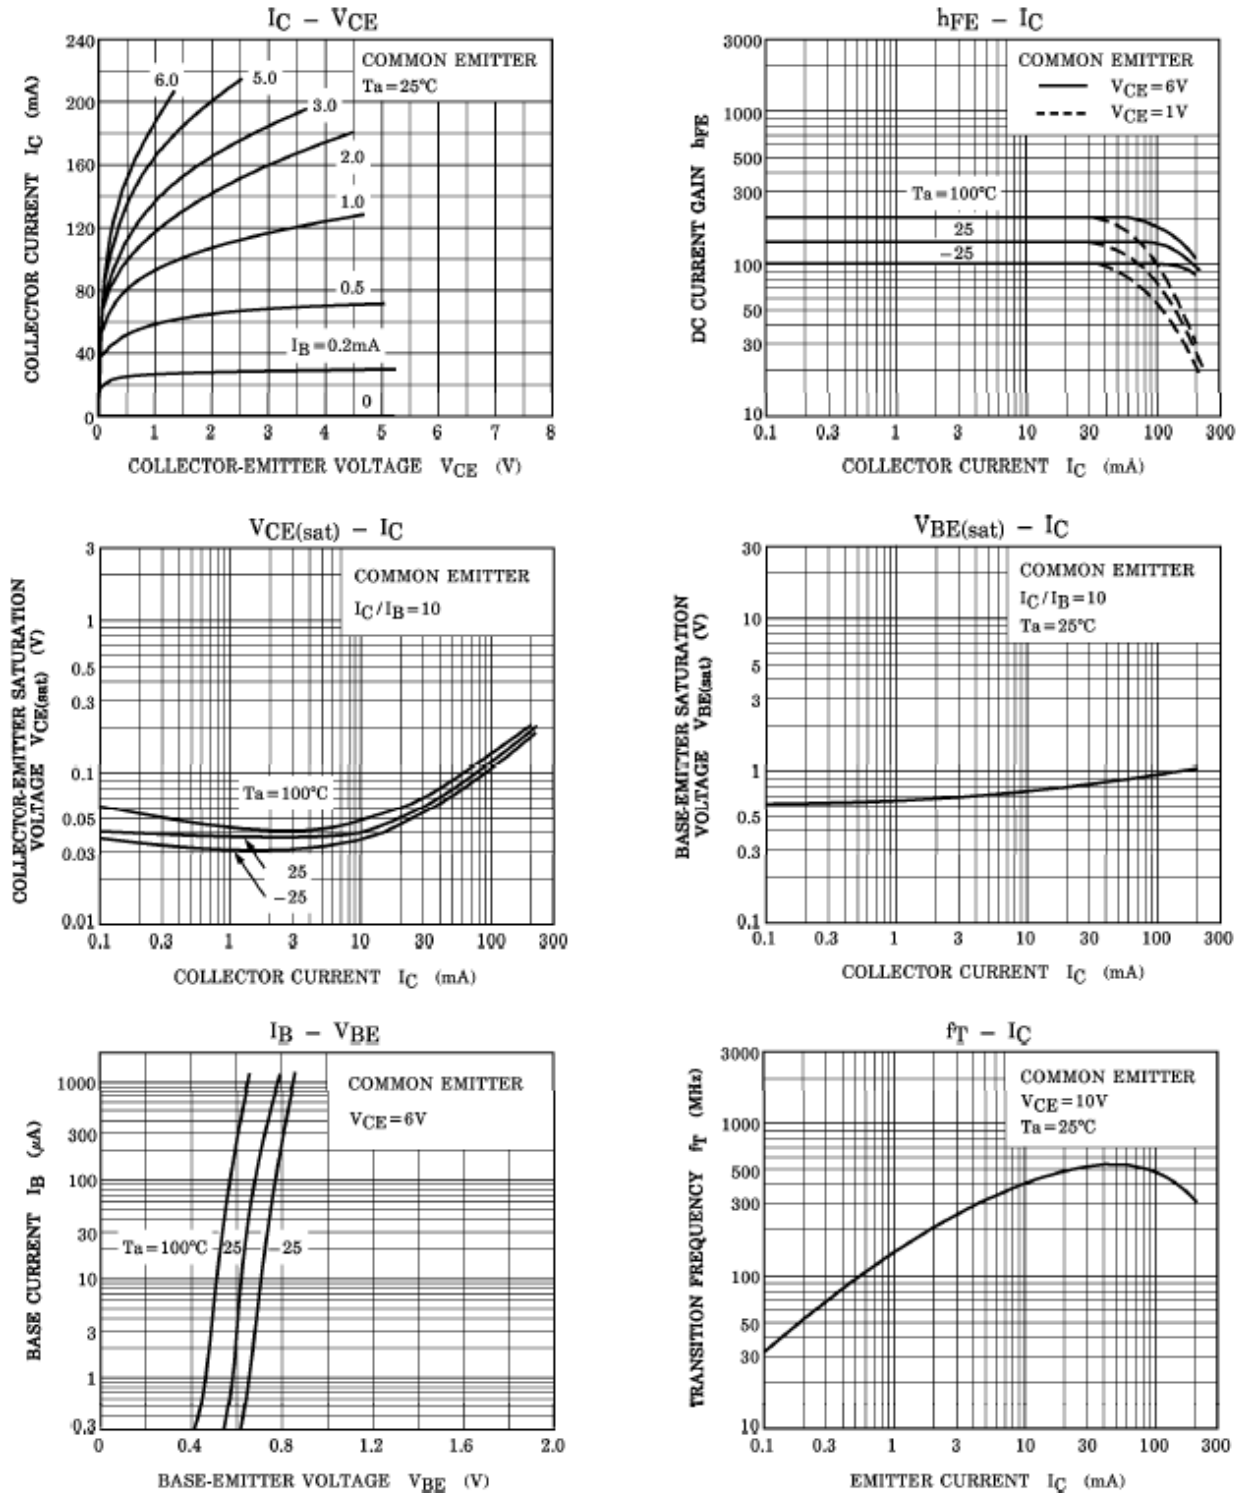 IC – VCE
COLLECTOR CURRENT IC (mA)
240
200
160
120
80
40
0
COMMON EMITTER
Ta=25°C
6.0
5.0
3.0
2.0
1.0
0.5
IB=0.2mA
0
0 1 2 3 4 5 6 7 8
COLLECTOR-EMITTER VOLTAGE VCE (V)
hFE – IC
DC CURRENT GAIN hFE
3000
1000
500
300
100
50
30
10
COMMON EMITTER
VCE=6V
VCE=1V
Ta=100°C
25
–25
0.1 0.3 1 3 10 30 100 300
COLLECTOR CURRENT IC (mA)
VCE(sat) – IC
COLLECTOR-EMITTER SATURATION
VOLTAGE VCE(sat) (V)
3
1
0.5
0.3
0.1
0.05
0.03
0.01
COMMON EMITTER
IC/IB=10
Ta=100°C
25
–25
0.1 0.3 1 3 10 30 100 300
COLLECTOR CURRENT IC (mA)
VBE(sat) – IC
BASE-EMITTER SATURATION
VOLTAGE VBE(sat) (V)
30
10
5
3
1
0.5
0.3
0.1
COMMON EMITTER
IC/IB=10
Ta=25°C
0.1 0.3 1 3 10 30 100 300
COLLECTOR CURRENT IC (mA)
IB – VBE
BASE CURRENT IB (μA)
1000
300
100
30
10
3
1
0.3
COMMON EMITTER
VCE=6V
Ta=100°C 25 –25
0 0.4 0.8 1.2 1.6 2.0
BASE-EMITTER VOLTAGE VBE (V)
fT – IC
TRANSITION FREQUENCY fT (MHz)
3000
1000
500
300
100
50
30
10
COMMON EMITTER
VCE=10V
Ta=25°C
0.1 0.3 1 3 10 30 100 300
EMITTER CURRENT IC (mA)